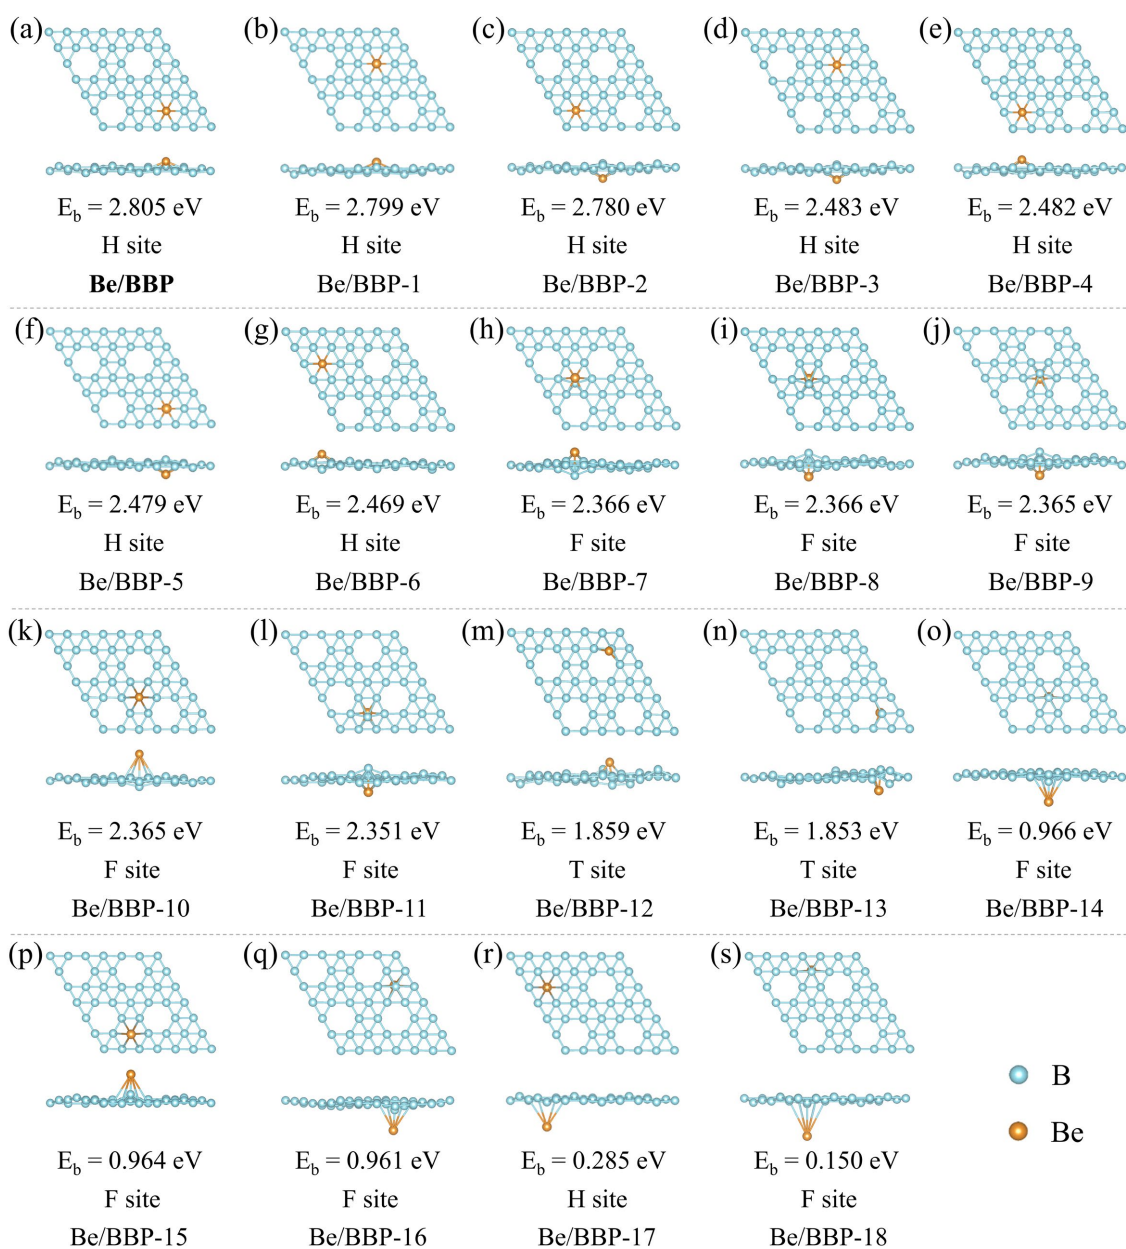 (a) (b) (c) (d) (e)
E_b = 2.805 eV E_b = 2.799 eV E_b = 2.780 eV E_b = 2.483 eV E_b = 2.482 eV
H site H site H site H site H site
Be/BBP Be/BBP-1 Be/BBP-2 Be/BBP-3 Be/BBP-4
(f) (g) (h) (i) (j)
E_b = 2.479 eV E_b = 2.469 eV E_b = 2.366 eV E_b = 2.366 eV E_b = 2.365 eV
H site H site F site F site F site
Be/BBP-5 Be/BBP-6 Be/BBP-7 Be/BBP-8 Be/BBP-9
(k) (l) (m) (n) (o)
E_b = 2.365 eV E_b = 2.351 eV E_b = 1.859 eV E_b = 1.853 eV E_b = 0.966 eV
F site F site T site T site F site
Be/BBP-10 Be/BBP-11 Be/BBP-12 Be/BBP-13 Be/BBP-14
(p) (q) (r) (s)
B
Be
E_b = 0.964 eV E_b = 0.961 eV E_b = 0.285 eV E_b = 0.150 eV
F site F site H site F site
Be/BBP-15 Be/BBP-16 Be/BBP-17 Be/BBP-18